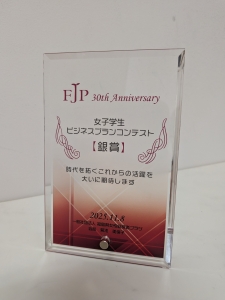 FJP 30th Anniversary
女子学生
ビジネスプランコンテスト
【銀賞】
時代を拓くこれからの活躍を
大いに期待します
2025.11.8